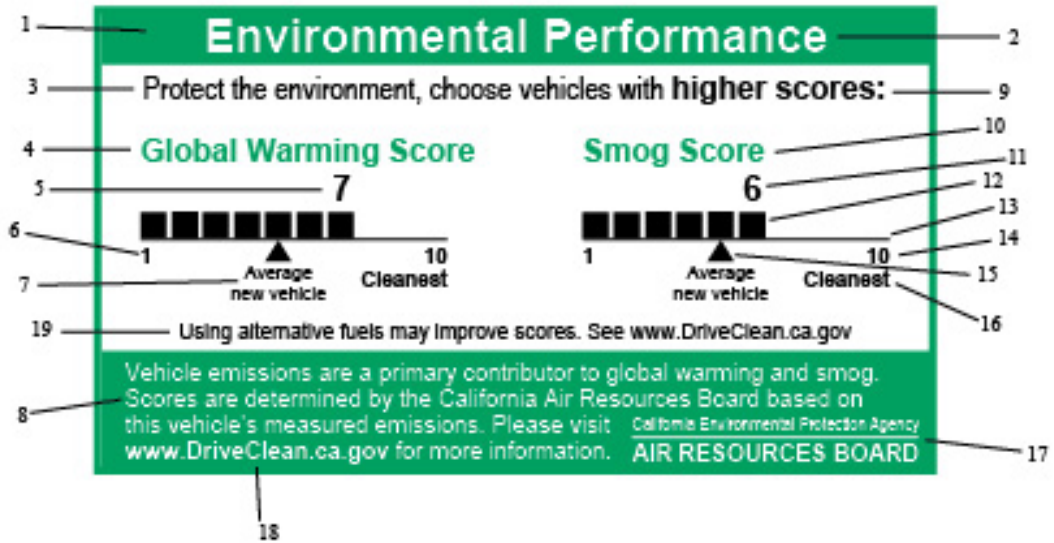 1 Environmental Performance 2
3 Protect the environment, choose vehicles with higher scores: 9
4 Global Warming Score Smog Score 10
5 7 6 11
12
6 13
1 10 1 10 14
7 Average Cleanest Average Cleanest 15
new vehicle new vehicle 16
19 Using alternative fuels may improve scores. See www.DriveClean.ca.gov
Vehicle emissions are a primary contributor to global warming and smog.
8 Scores are determined by the California Air Resources Board based on
this vehicle's measured emissions. Please visit California Environmental Protection Agency
www.DriveClean.ca.gov for more information. AIR RESOURCES BOARD 17
18